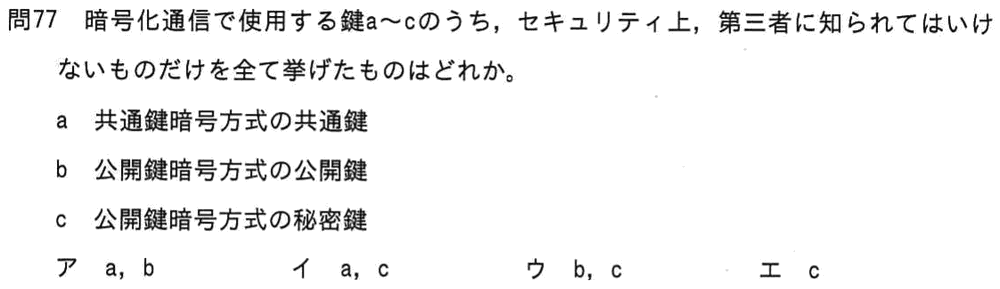 問77 暗号化通信で使用する鍵a～cのうち，セキュリティ上，第三者に知られてはいけ
ないものだけを全て挙げたものはどれか。
a 共通鍵暗号方式の共通鍵
b 公開鍵暗号方式の公開鍵
c 公開鍵暗号方式の秘密鍵
ア a，b イ a，c ウ b，c エ c